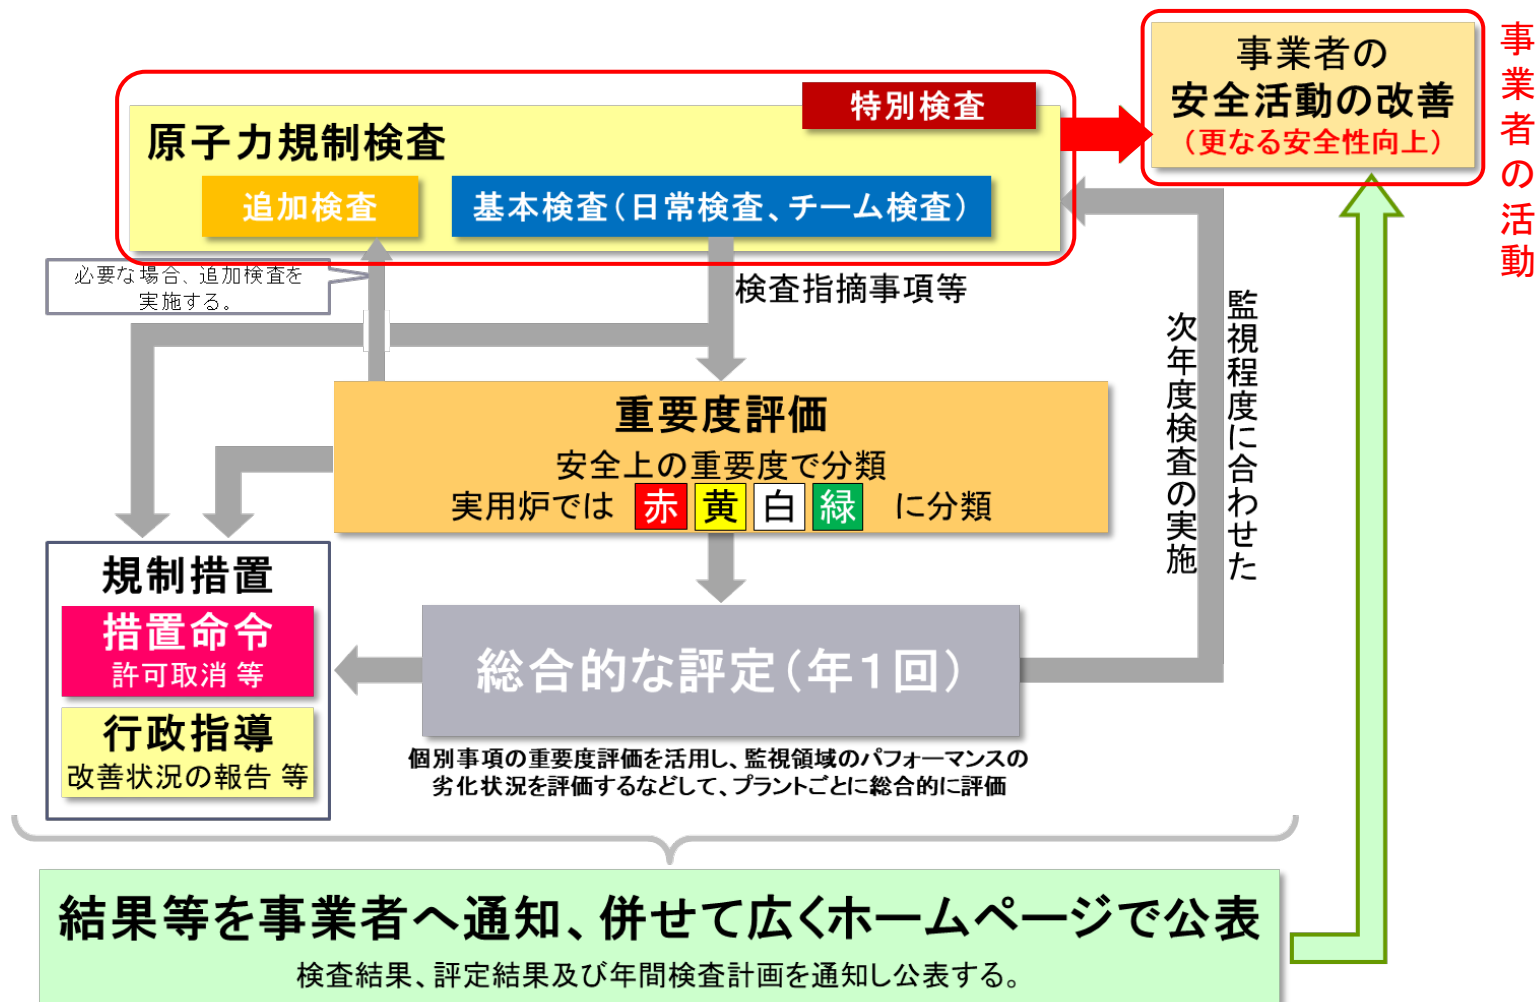 事業者の
安全活動の改善
（更なる安全性向上）
事業者の活動
特別検査
原子力規制検査
追加検査
基本検査（日常検査、チーム検査）
必要な場合、追加検査を
実施する。
検査指摘事項等
監視程度に合わせた
次年度検査の実施
重要度評価
安全上の重要度で分類
実用炉では 赤 黄 白 緑 に分類
規制措置
措置命令
許可取消 等
行政指導
改善状況の報告 等
総合的な評定（年１回）
個別事項の重要度評価を活用し、監視領域のパフォーマンスの
劣化状況を評価するなどして、プラントごとに総合的に評価
結果等を事業者へ通知、併せて広くホームページで公表
検査結果、評定結果及び年間検査計画を通知し公表する。